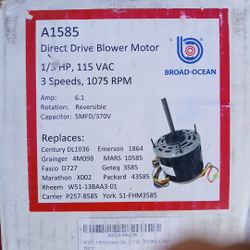 A1585
Direct Drive Blower Motor
1/3 HP, 115 VAC
3 Speeds, 1075 RPM
BROAD-OCEAN
Amp: 6.1
Rotation: Reversible
Capacitor: 5MFD/370V
Replaces:
Century DL1036 Emerson 1864
Grainger 4M098 MARS 10585
Fasco D727 Geteg 3585
Marathon X002 Packard 43585
Rheem W51-13BAA3-01
Carrier P257-8585 York S1-FHM3585